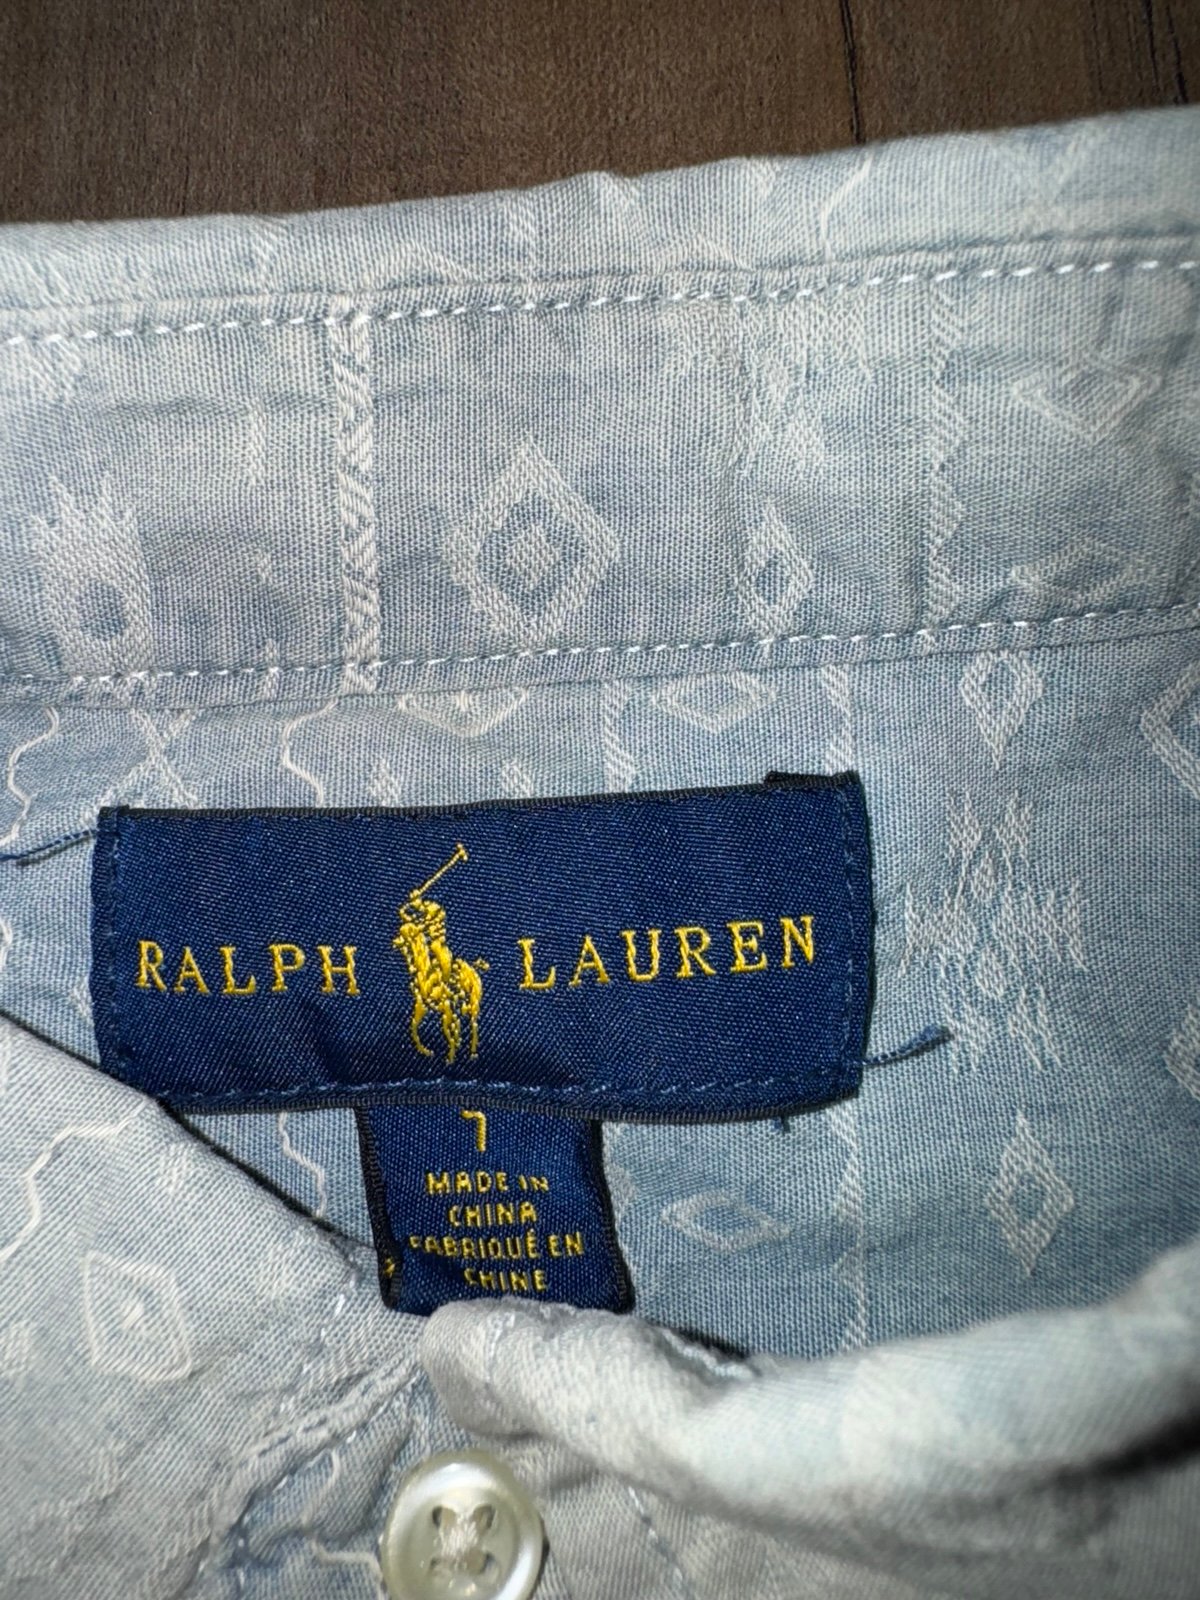 RALPH LAUREN
7
MADE IN
CHINA
FABRIQUÉ EN
CHINE